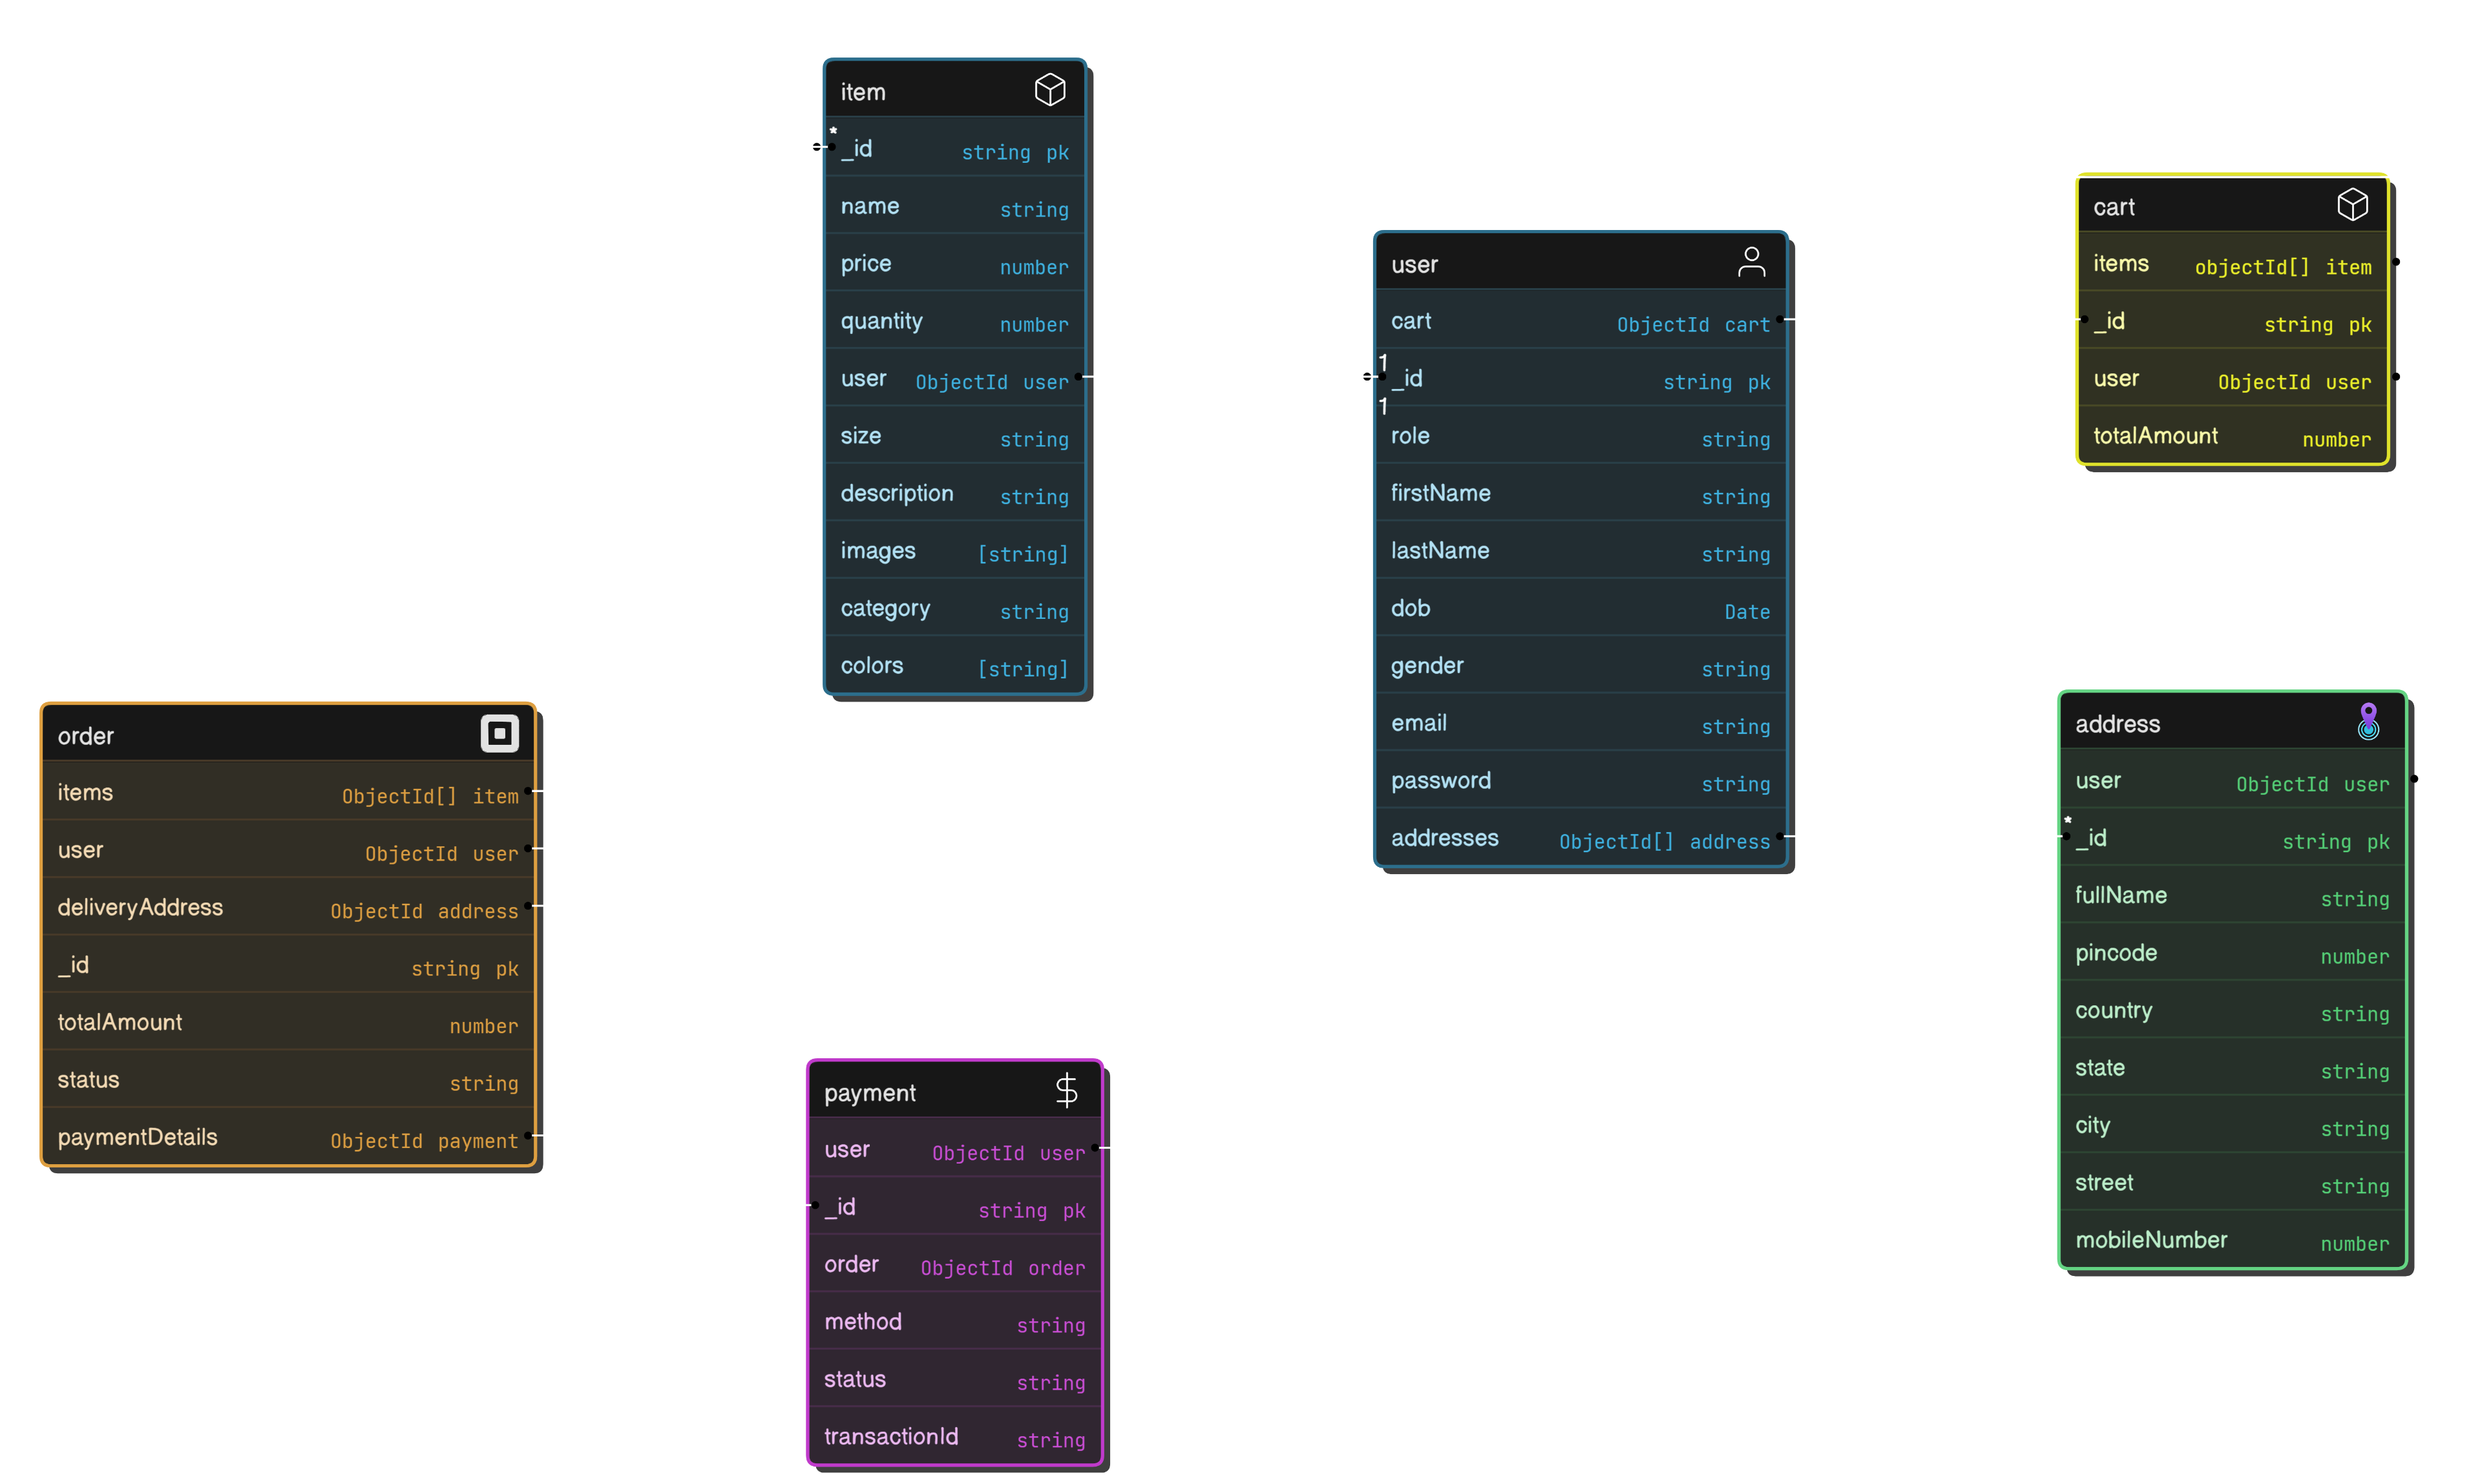 item
*
_id string pk
name string
price number
quantity number
user ObjectId user
size string
description string
images [string]
category string
colors [string]
user
cart ObjectId cart
1
_id string pk
1
role string
firstName string
lastName string
dob Date
gender string
email string
password string
addresses ObjectId[] address
cart
items objectId[] item
_id string pk
user ObjectId user
totalAmount number
order
items ObjectId[] item
user ObjectId user
deliveryAddress ObjectId address
_id string pk
totalAmount number
status string
paymentDetails ObjectId payment
payment
user ObjectId user
_id string pk
order ObjectId order
method string
status string
transactionId string
address
user ObjectId user
*
_id string pk
fullName string
pincode number
country string
state string
city string
street string
mobileNumber number